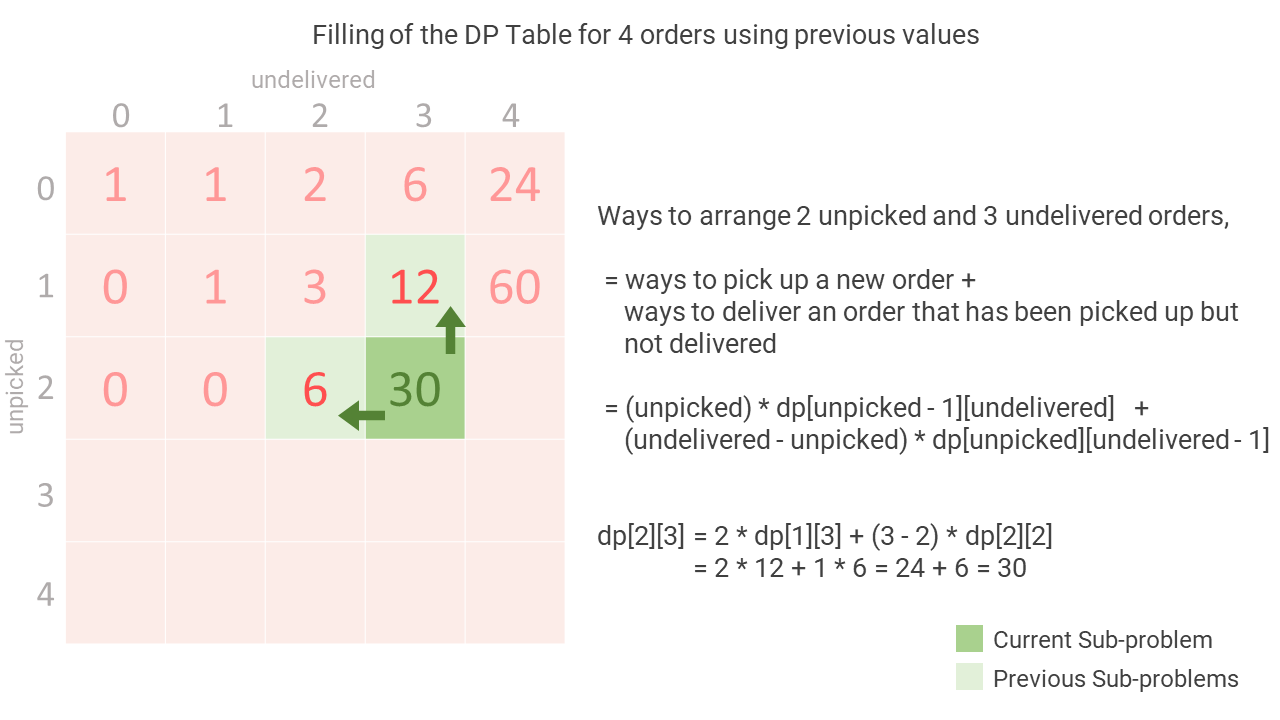 Filling of the DP Table for 4 orders using previous values
undelivered
0 1 2 3 4
0 1 1 2 6 24
1 0 1 3 12 60
unpicked
2 0 0 6 30
3
4
Ways to arrange 2 unpicked and 3 undelivered orders,
= ways to pick up a new order +
ways to deliver an order that has been picked up but
not delivered
= (unpicked) * dp[unpicked - 1][undelivered] +
(undelivered - unpicked) * dp[unpicked][undelivered - 1]
dp[2][3] = 2 * dp[1][3] + (3 - 2) * dp[2][2]
= 2 * 12 + 1 * 6 = 24 + 6 = 30
Current Sub-problem
Previous Sub-problems